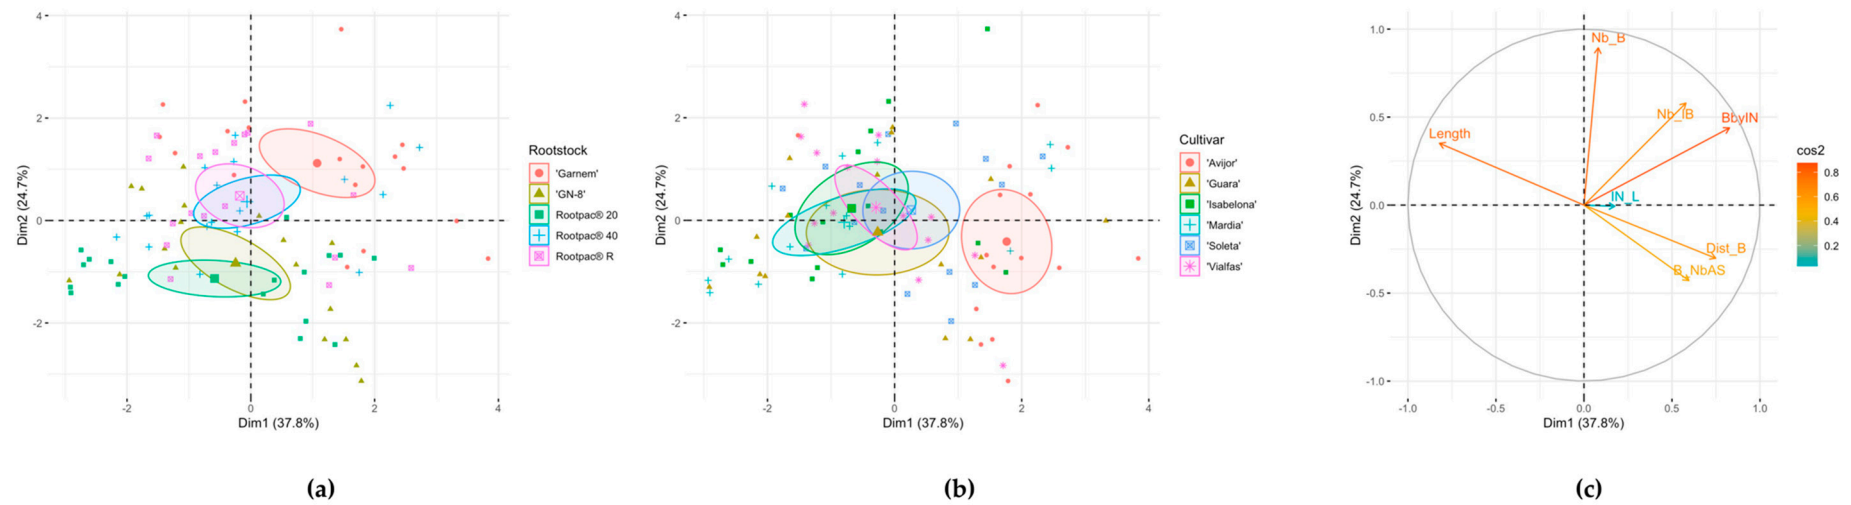 4
2
0
-2
-2
0
2
4
Dim2 (24.7%)
Dim1 (37.8%)
Rootstock
'Garnem'
'GN-8'
Rootpac® 20
Rootpac® 40
Rootpac® R
(a)
4
2
0
-2
-2
0
2
4
Dim2 (24.7%)
Dim1 (37.8%)
Cultivar
'Avijor'
'Guara'
'Isabelona'
'Mardia'
'Soleta'
'Vialfas'
(b)
1.0
0.5
0.0
-0.5
-1.0
-1.0
-0.5
0.0
0.5
1.0
Dim2 (24.7%)
Dim1 (37.8%)
Nb_B
Nb_IB
BLyIN
Length
IN_L
Dist_B
B_NbAS
cos2
0.8
0.6
0.4
0.2
(c)